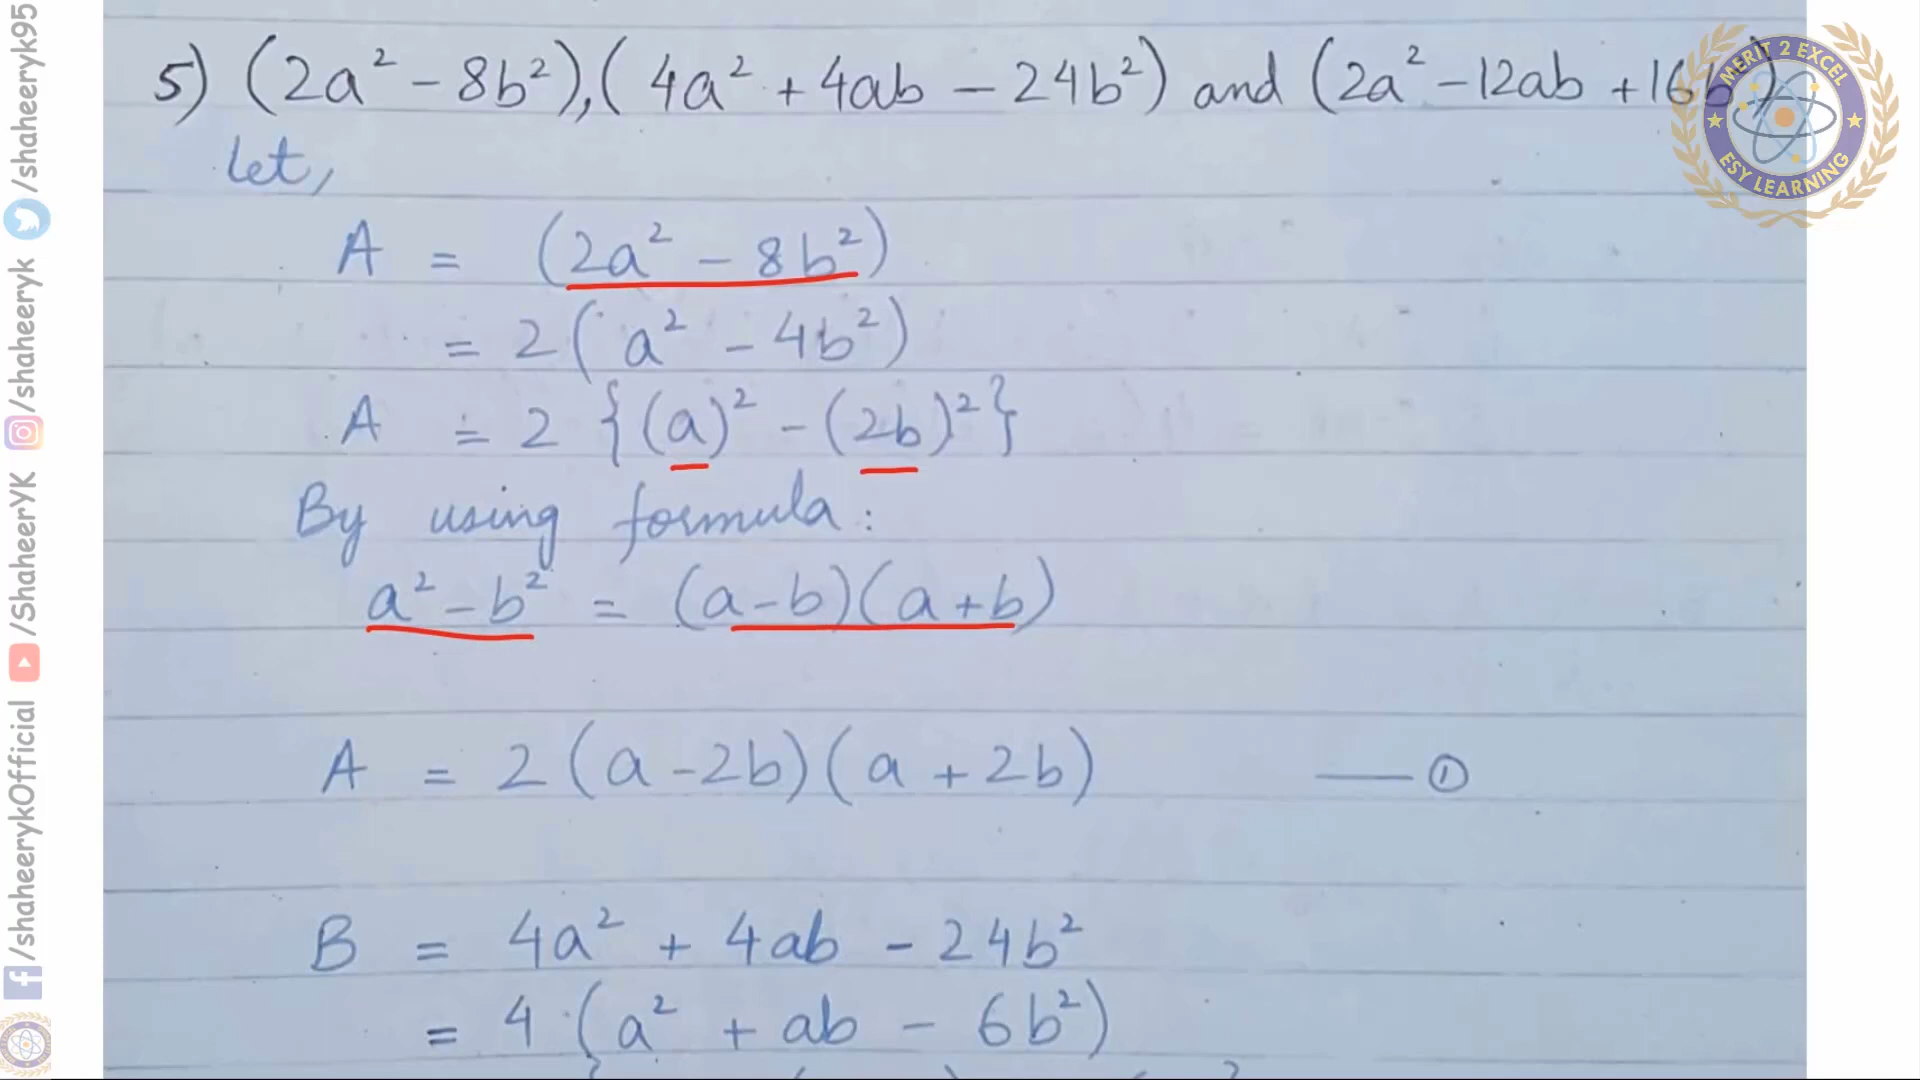 5) (2a² - 8b²), (4a² + 4ab - 24b²) and (2a² - 12ab + 16b²)
let,
A = (2a² - 8b²)
= 2 (a² - 4b²)
A = 2 {(a)² - (2b)²}
By using formula:
a² - b² = (a-b)(a+b)
A = 2 (a-2b)(a+2b) —— ①
B = 4a² + 4ab - 24b²
= 4 (a² + ab - 6b²)
MERIT 2 EXCEL
ESY LEARNING
/shaheerykOfficial
/ShaheerYK
/shaheeryk
/shaheeryk95